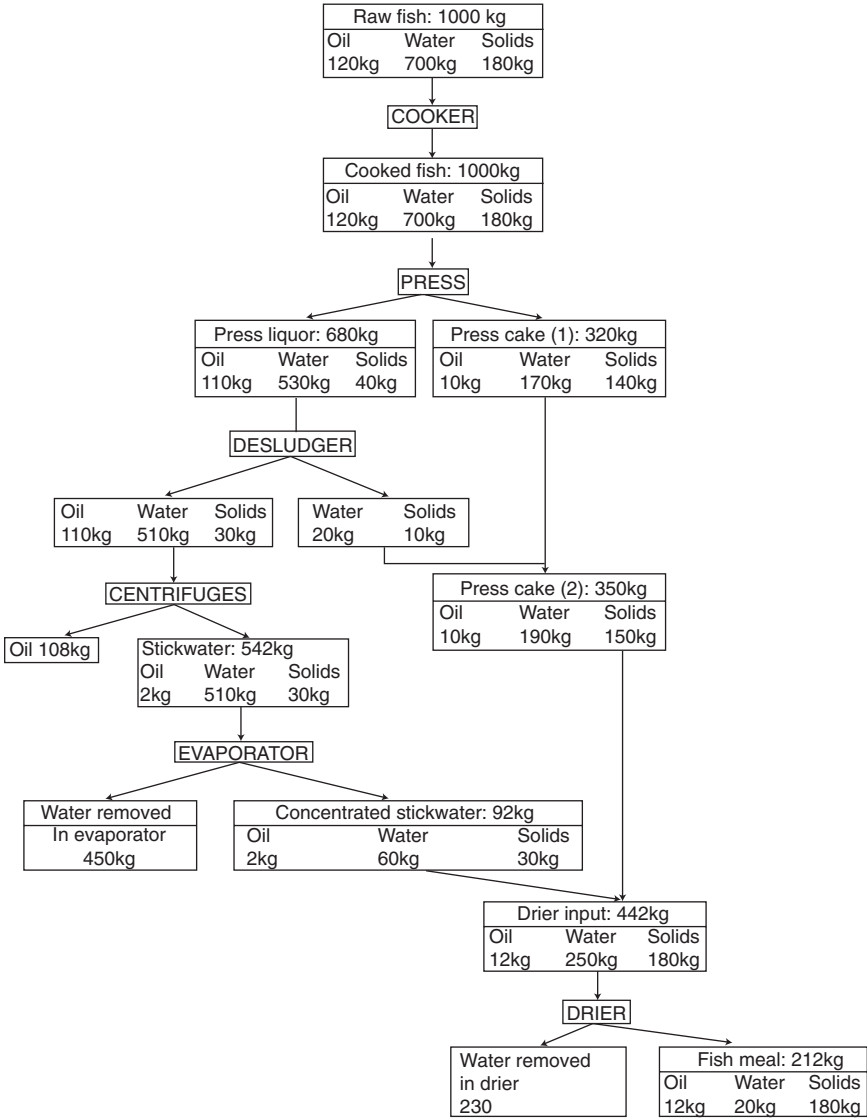 Raw fish: 1000 kg
Oil Water Solids
120kg 700kg 180kg
COOKER
Cooked fish: 1000kg
Oil Water Solids
120kg 700kg 180kg
PRESS
Press liquor: 680kg
Oil Water Solids
110kg 530kg 40kg
Press cake (1): 320kg
Oil Water Solids
10kg 170kg 140kg
DESLUDGER
Oil Water Solids
110kg 510kg 30kg
Water Solids
20kg 10kg
CENTRIFUGES
Press cake (2): 350kg
Oil Water Solids
10kg 190kg 150kg
Oil 108kg
Stickwater: 542kg
Oil Water Solids
2kg 510kg 30kg
EVAPORATOR
Water removed
In evaporator
450kg
Concentrated stickwater: 92kg
Oil Water Solids
2kg 60kg 30kg
Drier input: 442kg
Oil Water Solids
12kg 250kg 180kg
DRIER
Water removed
in drier
230
Fish meal: 212kg
Oil Water Solids
12kg 20kg 180kg